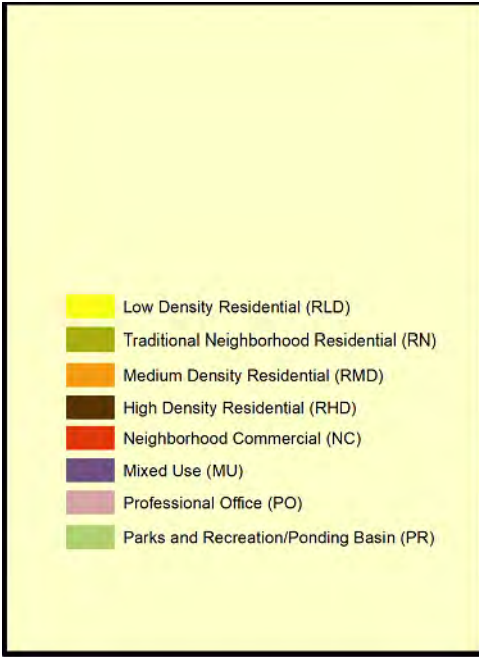 Low Density Residential (RLD)
Traditional Neighborhood Residential (RN)
Medium Density Residential (RMD)
High Density Residential (RHD)
Neighborhood Commercial (NC)
Mixed Use (MU)
Professional Office (PO)
Parks and Recreation/Ponding Basin (PR)